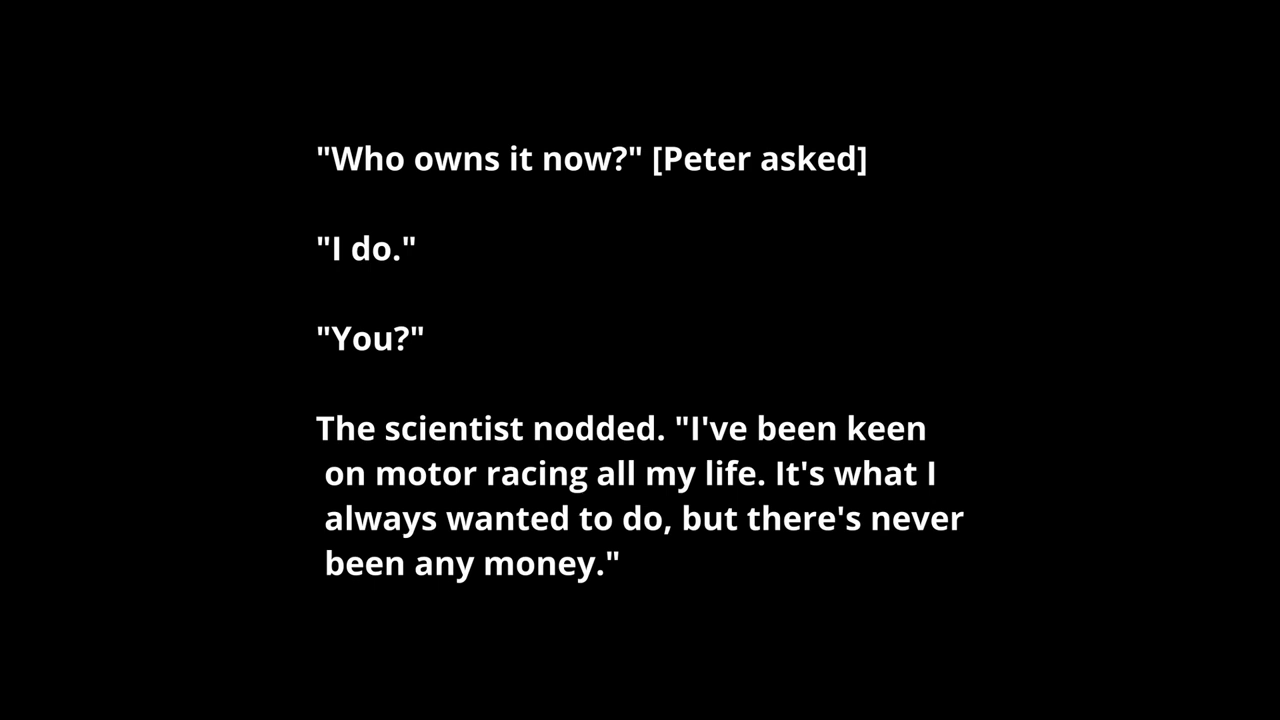 "Who owns it now?" [Peter asked]
"I do."
"You?"
The scientist nodded. "I've been keen
on motor racing all my life. It's what I
always wanted to do, but there's never
been any money."